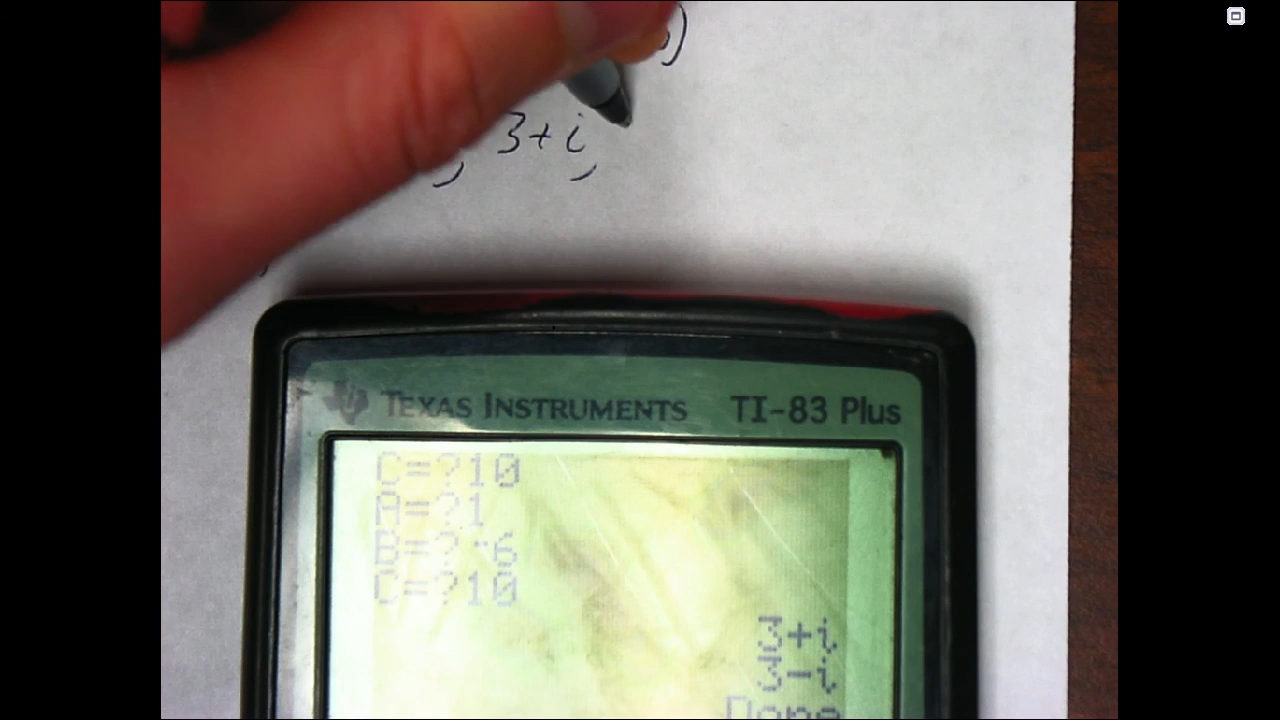 )
, 3+i,
TEXAS INSTRUMENTS TI-83 Plus
C=?10
A=?1
B=?-6
C=?10
3+i
3-i
Done